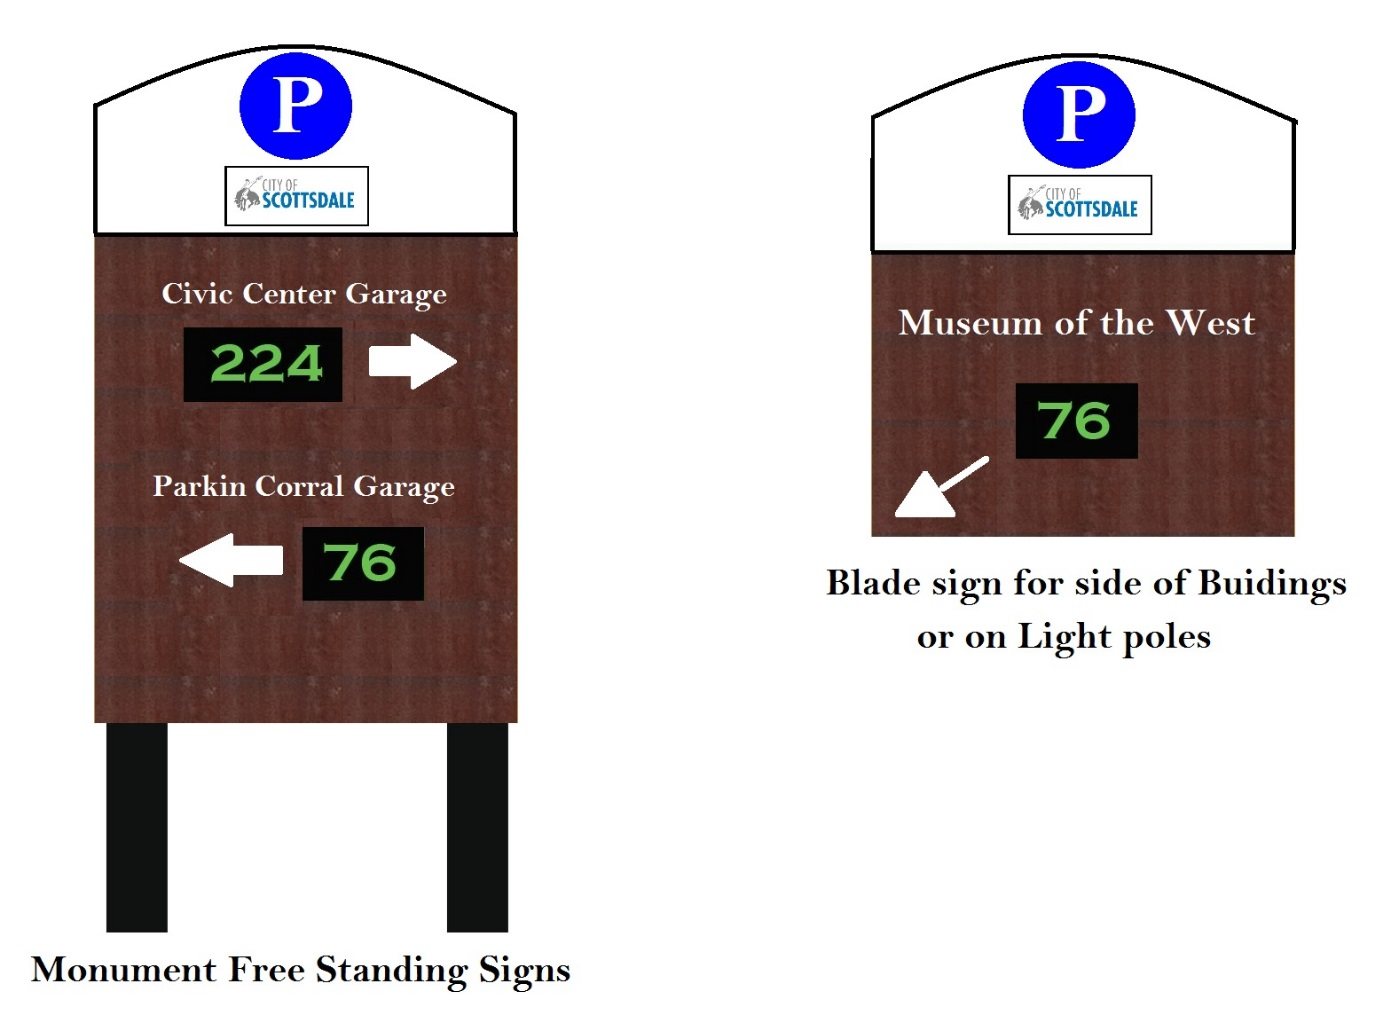 P
CITY OF
SCOTTSDALE
Civic Center Garage
224
Parkin Corral Garage
76
Monument Free Standing Signs
P
CITY OF
SCOTTSDALE
Museum of the West
76
Blade sign for side of Buidings
or on Light poles